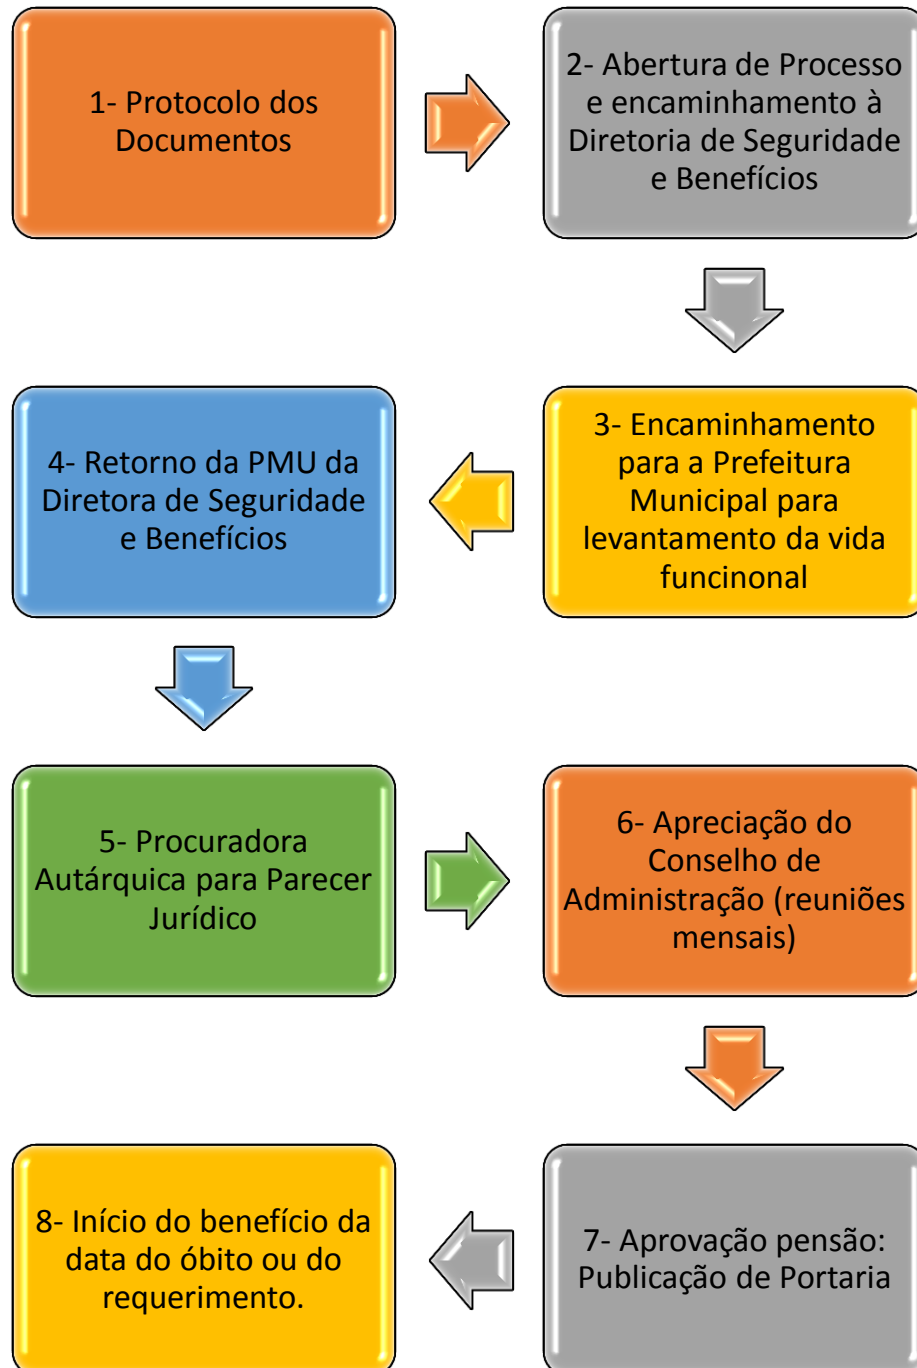 1- Protocolo dos
Documentos
2- Abertura de Processo
e encaminhamento à
Diretoria de Seguridade
e Benefícios
3- Encaminhamento
para a Prefeitura
Municipal para
levantamento da vida
funcinonal
4- Retorno da PMU da
Diretora de Seguridade
e Benefícios
5- Procuradora
Autárquica para Parecer
Jurídico
6- Apreciação do
Conselho de
Administração (reuniões
mensais)
7- Aprovação pensão:
Publicação de Portaria
8- Início do benefício da
data do óbito ou do
requerimento.